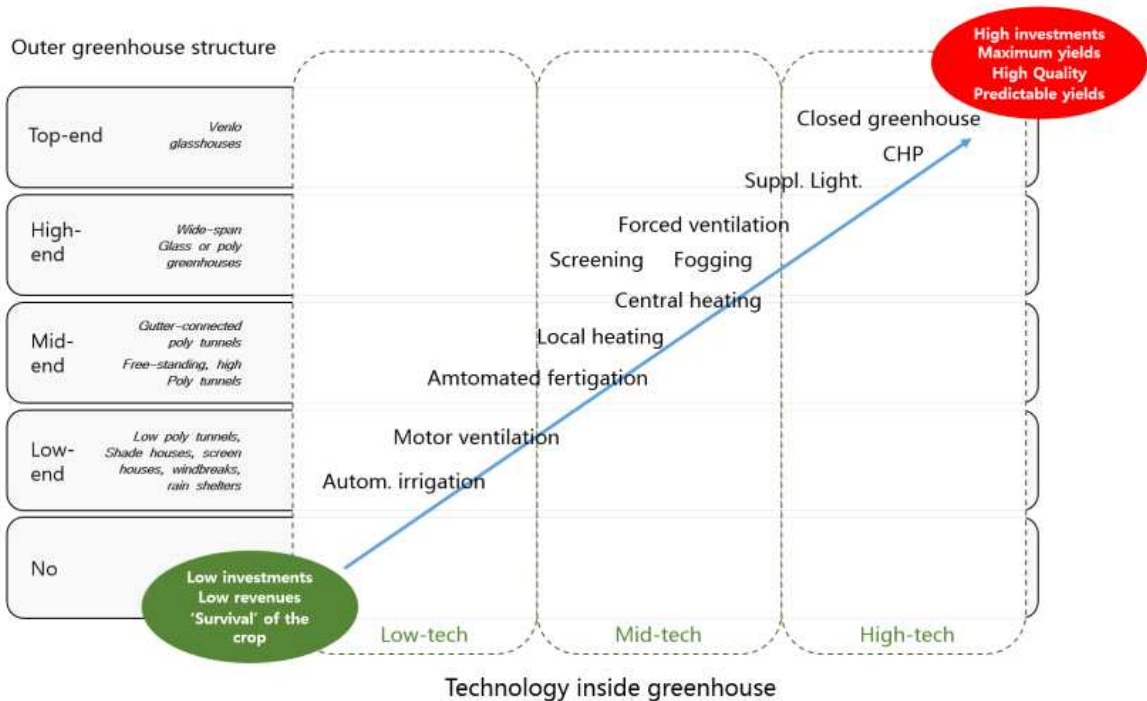 Outer greenhouse structure
High investments
Maximum yields
High Quality
Predictable yields
Top-end
Venlo
glasshouses
Closed greenhouse
CHP
Suppl. Light.
High-
end
Wide-span
Glass or poly
greenhouses
Forced ventilation
Screening
Fogging
Central heating
Mid-
end
Gutter-connected
poly tunnels
Free-standing, high
Poly tunnels
Local heating
Amtomated fertigation
Low-
end
Low poly tunnels,
Shade houses, screen
houses, windbreaks,
rain shelters
Motor ventilation
Autom. irrigation
No
Low investments
Low revenues
'Survival' of the
crop
Low-tech
Mid-tech
High-tech
Technology inside greenhouse